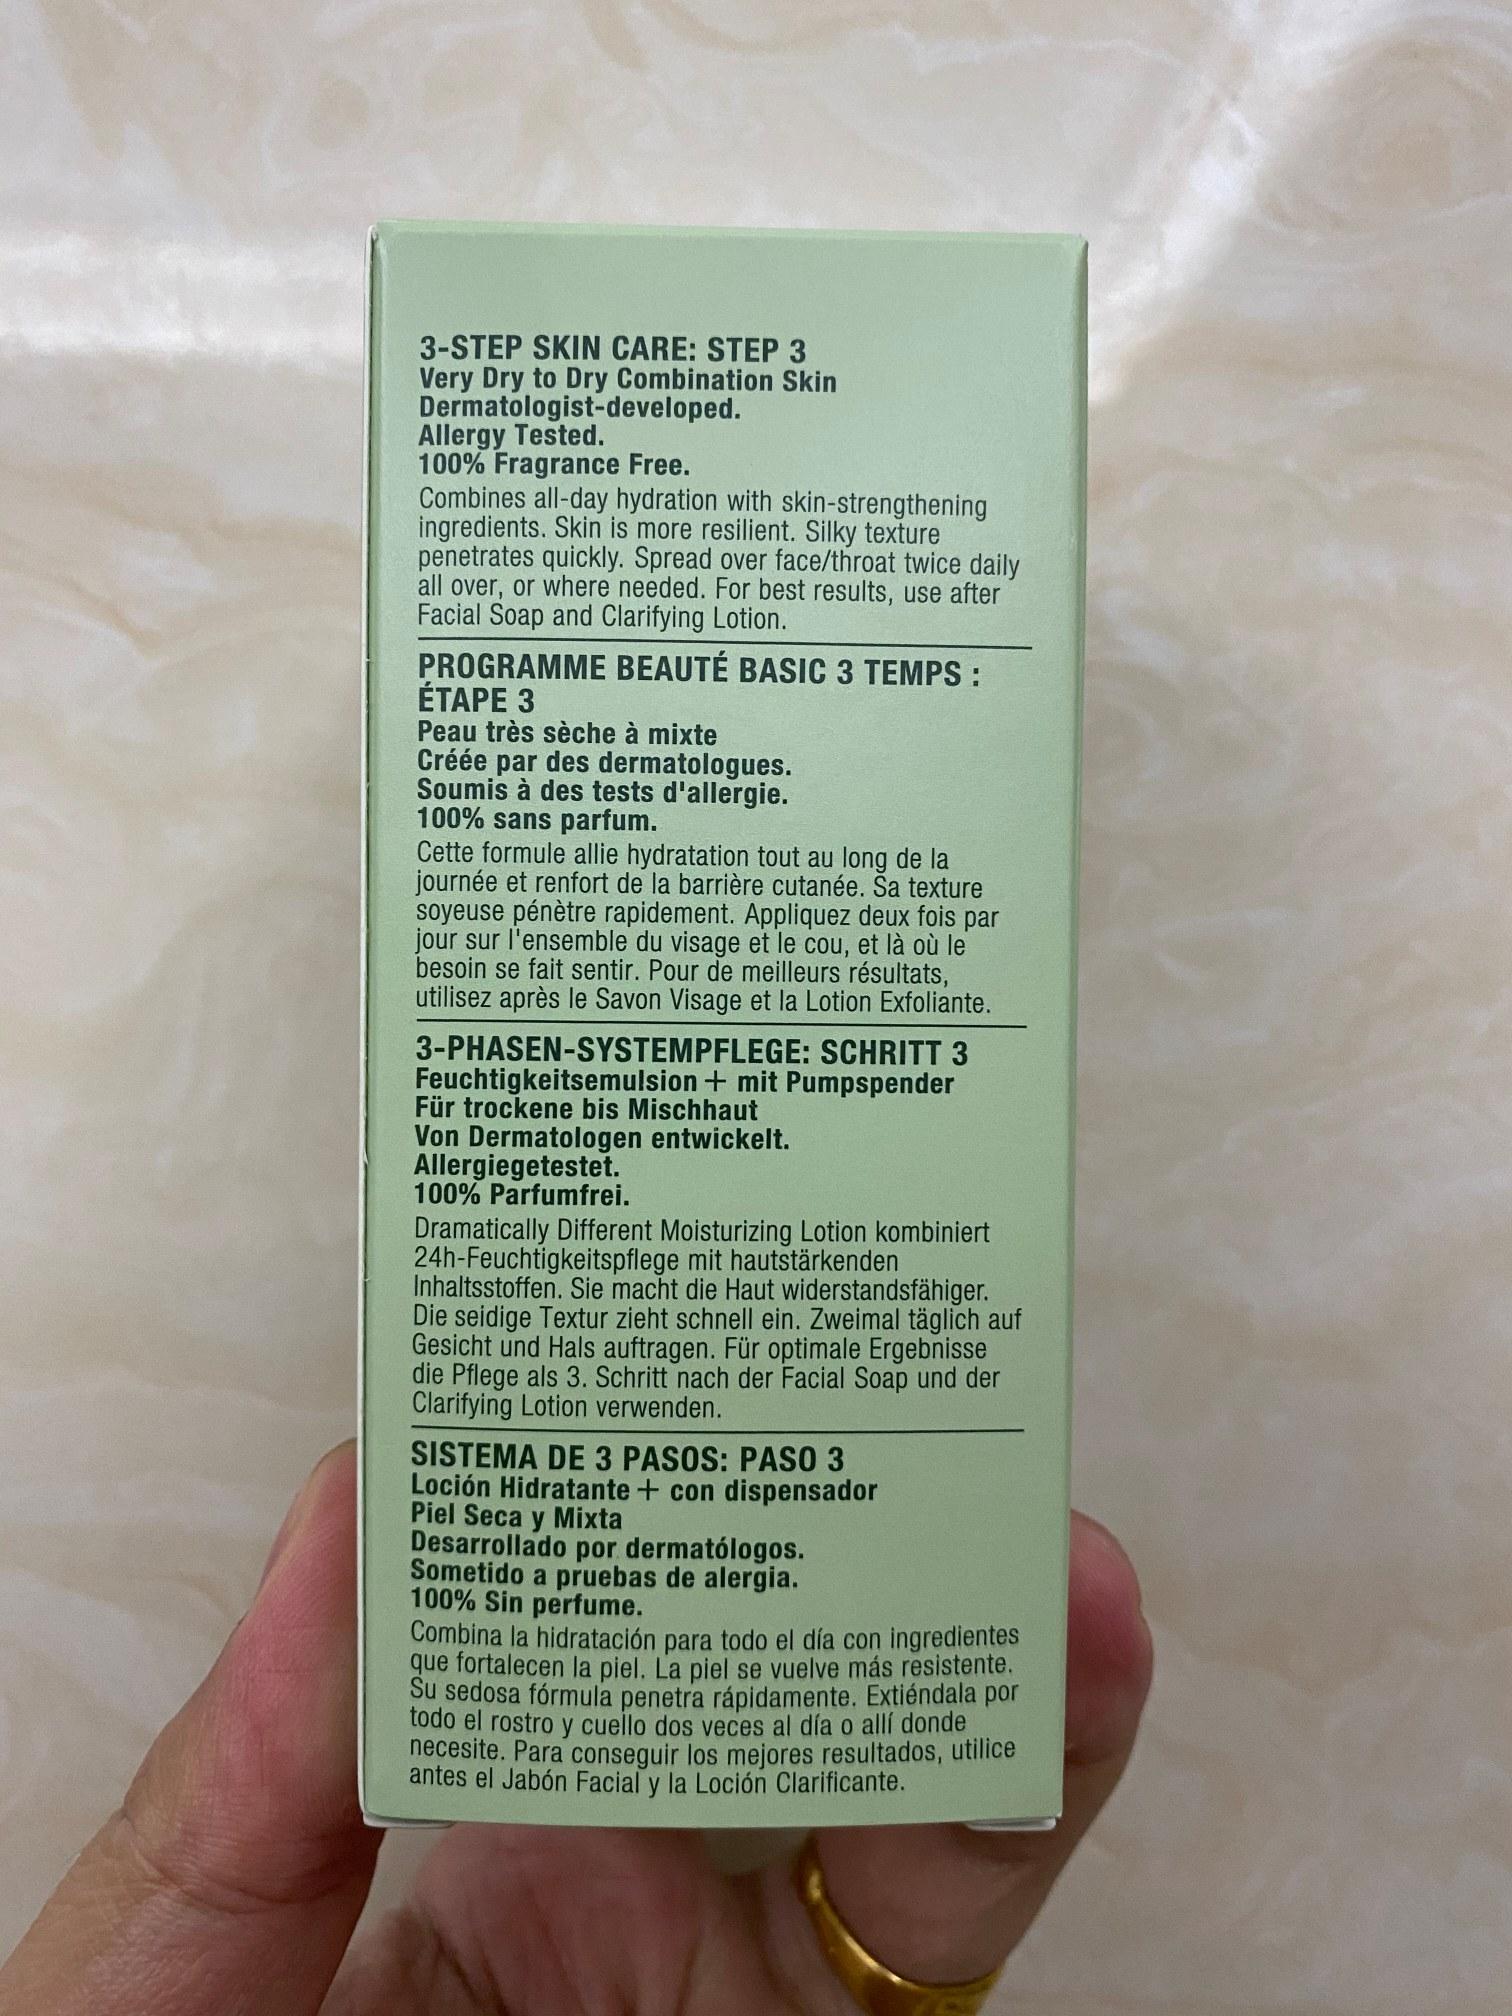 3-STEP SKIN CARE: STEP 3
Very Dry to Dry Combination Skin
Dermatologist-developed.
Allergy Tested.
100% Fragrance Free.
Combines all-day hydration with skin-strengthening
ingredients. Skin is more resilient. Silky texture
penetrates quickly. Spread over face/throat twice daily
all over, or where needed. For best results, use after
Facial Soap and Clarifying Lotion.
PROGRAMME BEAUTÉ BASIC 3 TEMPS :
ÉTAPE 3
Peau très sèche à mixte
Créée par des dermatologues.
Soumis à des tests d'allergie.
100% sans parfum.
Cette formule allie hydratation tout au long de la
journée et renfort de la barrière cutanée. Sa texture
soyeuse pénètre rapidement. Appliquez deux fois par
jour sur l'ensemble du visage et le cou, et là où le
besoin se fait sentir. Pour de meilleurs résultats,
utilisez après le Savon Visage et la Lotion Exfoliante.
3-PHASEN-SYSTEMPFLEGE: SCHRITT 3
Feuchtigkeitsemulsion + mit Pumpspender
Für trockene bis Mischhaut
Von Dermatologen entwickelt.
Allergiegetestet.
100% Parfumfrei.
Dramatically Different Moisturizing Lotion kombiniert
24h-Feuchtigkeitspflege mit hautstärkenden
Inhaltsstoffen. Sie macht die Haut widerstandsfähiger.
Die seidige Textur zieht schnell ein. Zweimal täglich auf
Gesicht und Hals auftragen. Für optimale Ergebnisse
die Pflege als 3. Schritt nach der Facial Soap und der
Clarifying Lotion verwenden.
SISTEMA DE 3 PASOS: PASO 3
Loción Hidratante + con dispensador
Piel Seca y Mixta
Desarrollado por dermatólogos.
Sometido a pruebas de alergia.
100% Sin perfume.
Combina la hidratación para todo el día con ingredientes
que fortalecen la piel. La piel se vuelve más resistente.
Su sedosa fórmula penetra rápidamente. Extiéndala por
todo el rostro y cuello dos veces al día o allí donde
necesite. Para conseguir los mejores resultados, utilice
antes el Jabón Facial y la Loción Clarificante.